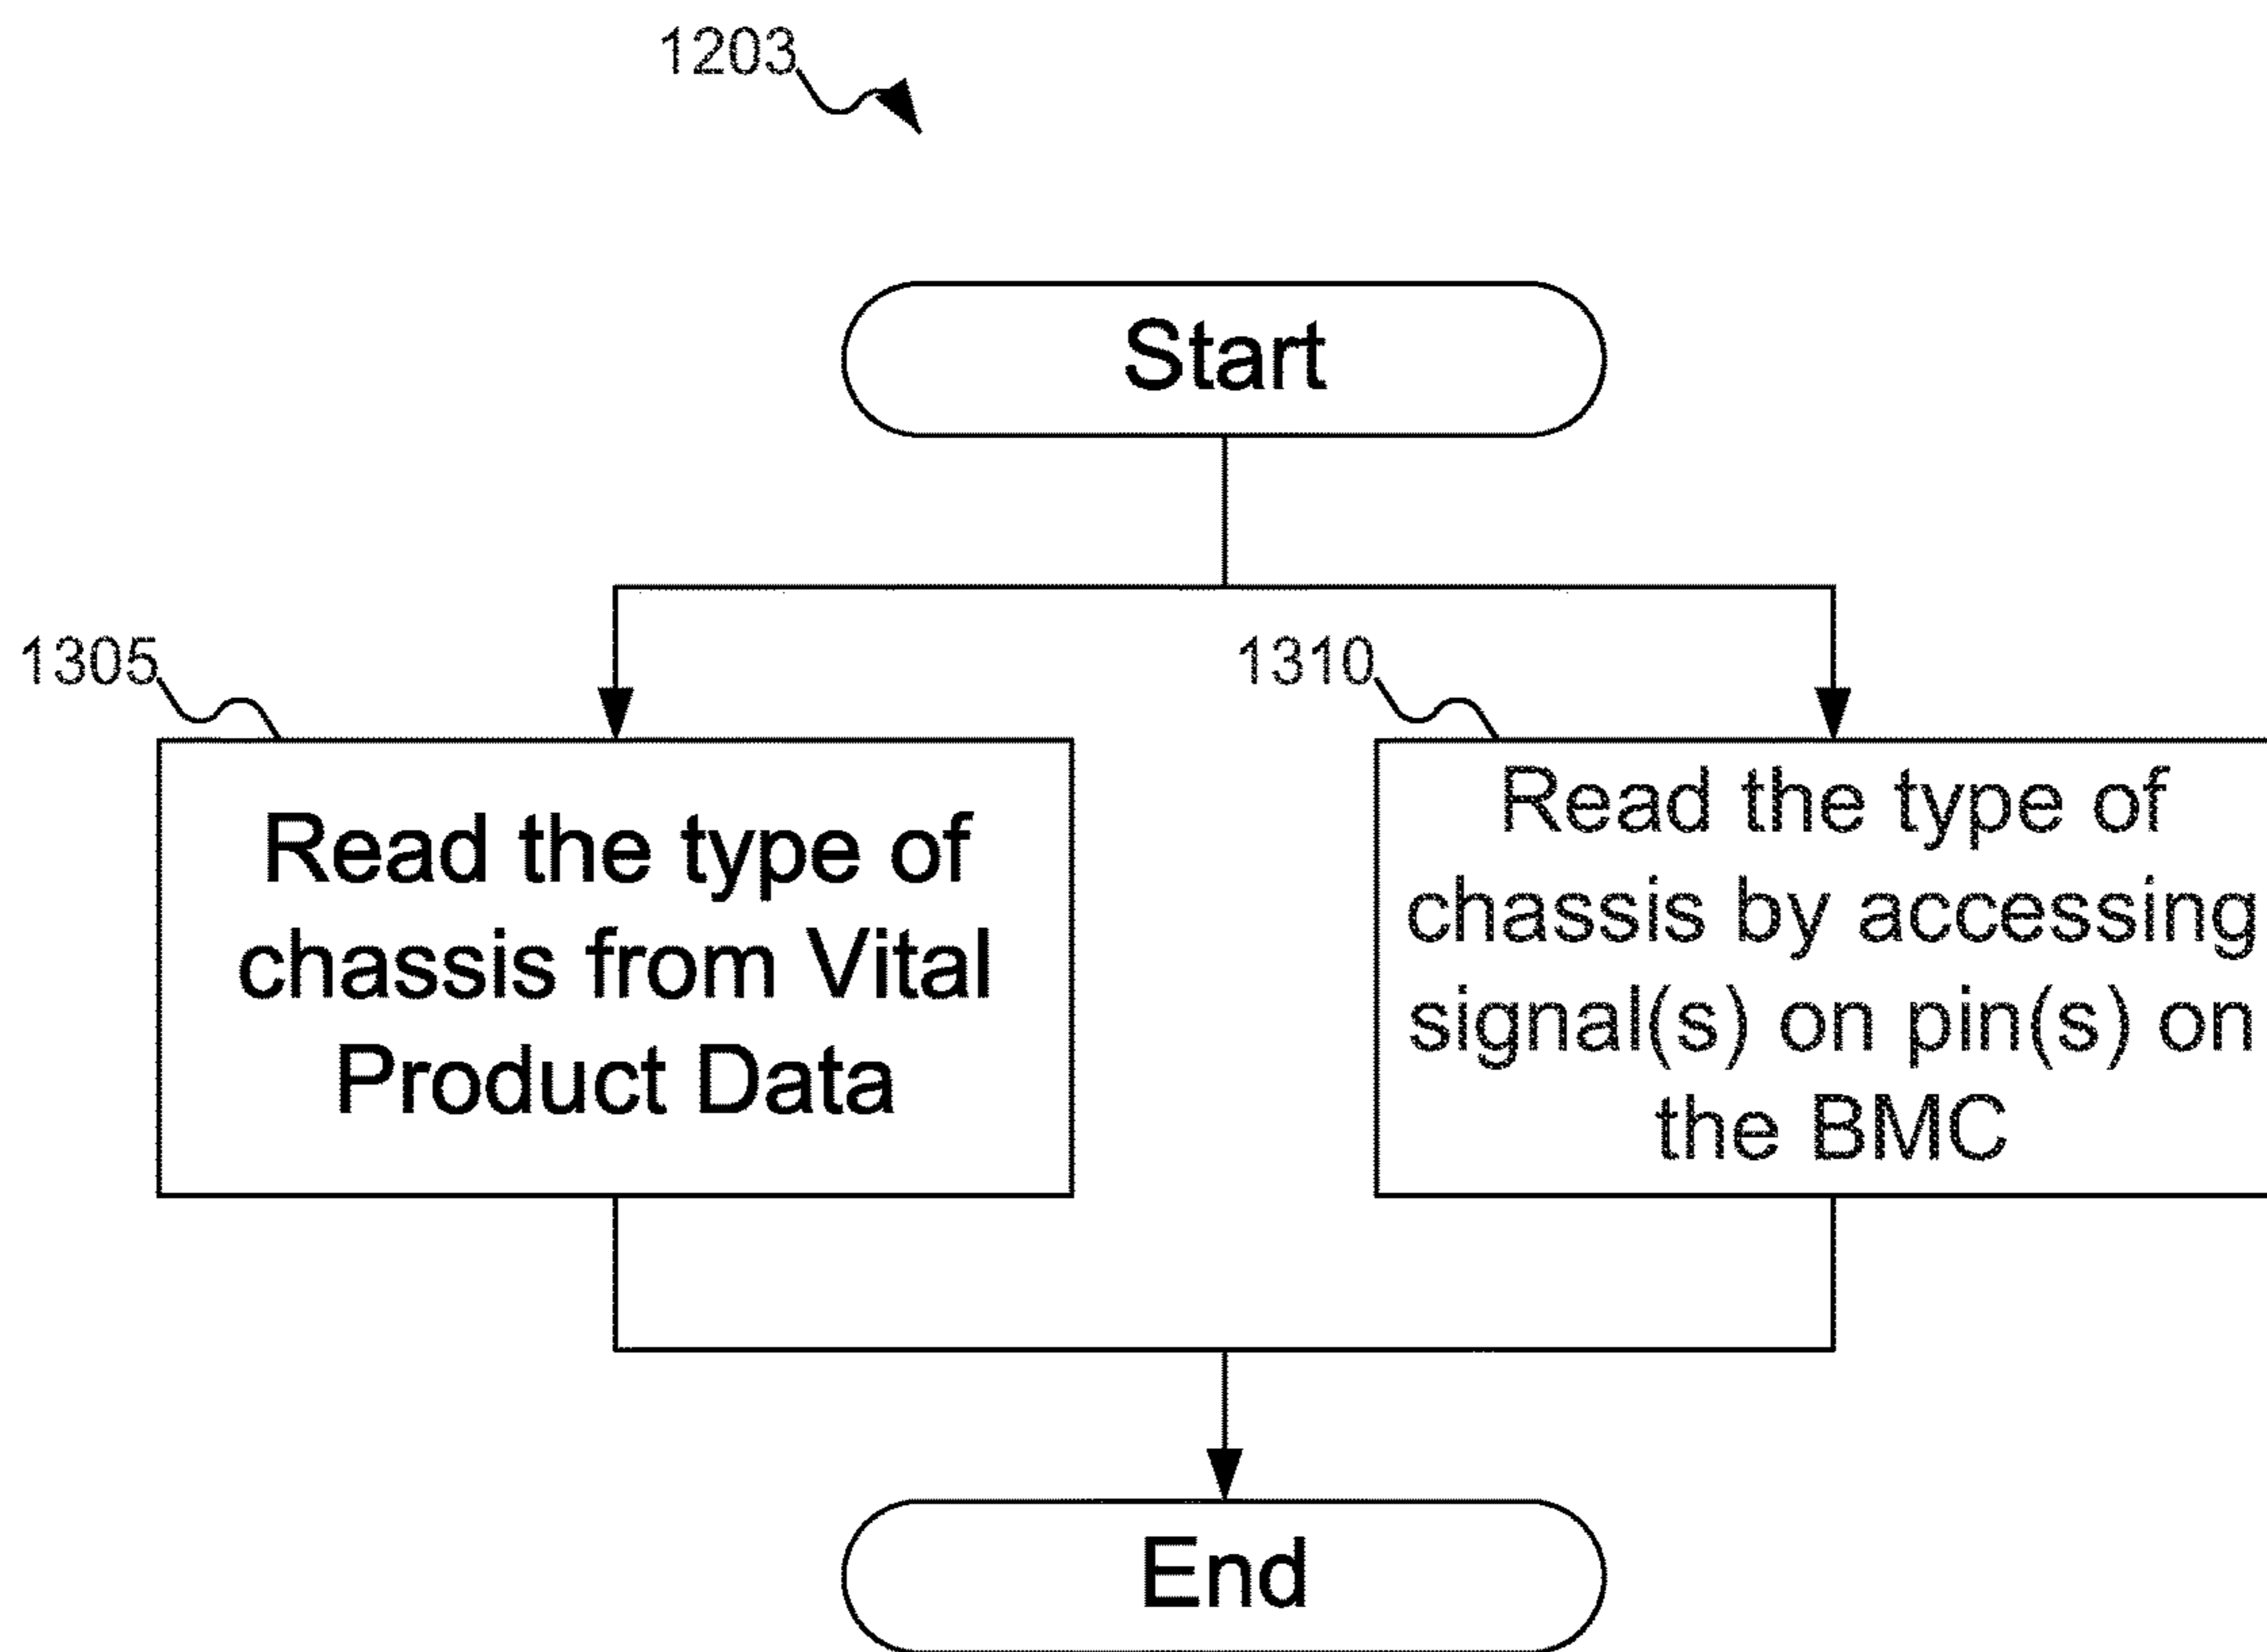 1203
Start
1305
1310
Read the type of
chassis from Vital
Product Data
Read the type of
chassis by accessing
signal(s) on pin(s) on
the BMC
End